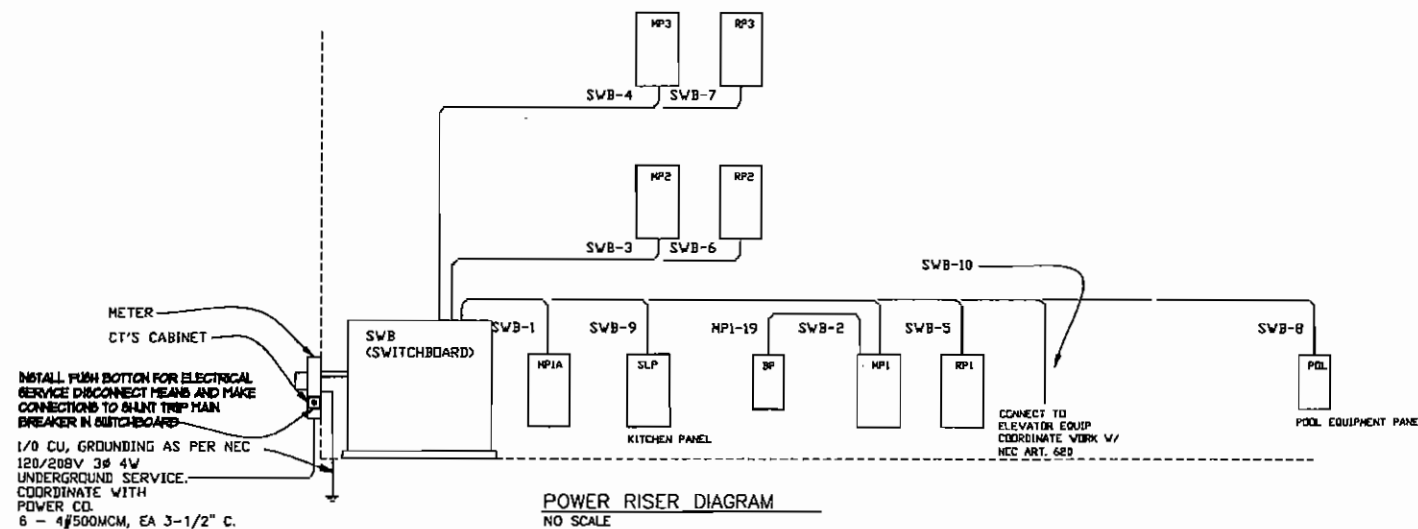 MP3
RP3
SWB-4
SWB-7
MP2
RP2
SWB-3
SWB-6
SWB-10
METER
CT'S CABINET
SWB
(SWITCHBOARD)
SWB-1
SWB-9
MP1-19
SWB-2
SWB-5
SWB-8
MP1A
SLP
BP
MP1
RP1
POL
INSTALL PUSH BOTTON FOR ELECTRICAL
SERVICE DISCONNECT MEANS AND MAKE
CONNECTIONS TO SHUNT TRIP MAIN
BREAKER IN SWITCHBOARD
KITCHEN PANEL
CONNECT TO
ELEVATOR EQUIP
COORDINATE WORK W/
NEC ART. 620
POOL EQUIPMENT PANE
1/0 CU, GROUNDING AS PER NEC
120/208V 3ø 4W
UNDERGROUND SERVICE.
COORDINATE WITH
POWER CO.
6 - 4#500MCM, EA 3-1/2" C.
POWER RISER DIAGRAM
NO SCALE